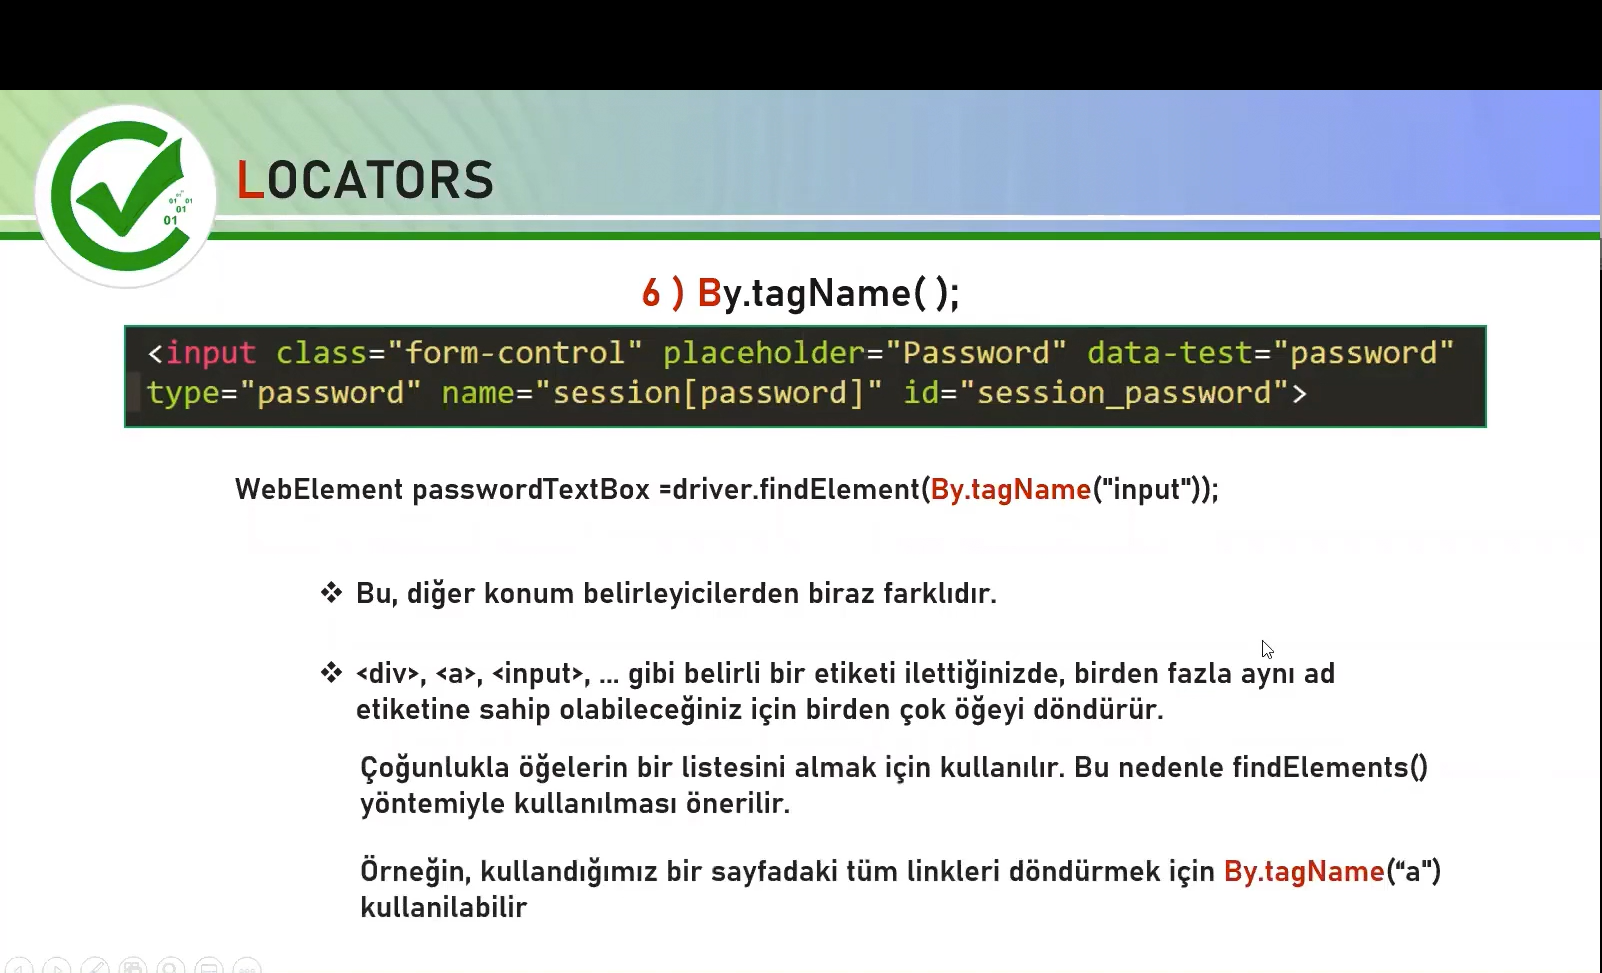 LOCATORS
01
01
01
01
6 ) By.tagName( );
<input class="form-control" placeholder="Password" data-test="password"
type="password" name="session[password]" id="session_password">
WebElement passwordTextBox =driver.findElement(By.tagName("input"));
❖ Bu, diğer konum belirleyicilerden biraz farklıdır.
❖ <div>, <a>, <input>, ... gibi belirli bir etiketi ilettiğinizde, birden fazla aynı ad
etiketine sahip olabileceğiniz için birden çok öğeyi döndürür.
Çoğunlukla öğelerin bir listesini almak için kullanılır. Bu nedenle findElements()
yöntemiyle kullanılması önerilir.
Örneğin, kullandığımız bir sayfadaki tüm linkleri döndürmek için By.tagName(“a")
kullanilabilir